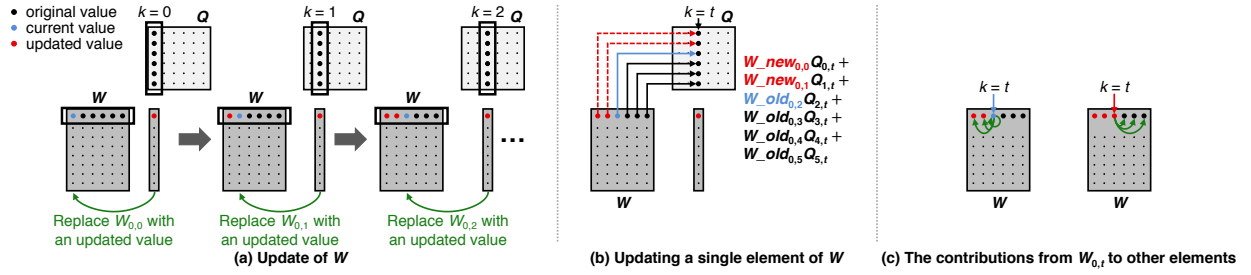 original value
current value
updated value
k = 0
Q
k = 1
k = 2
W
W
W
...
Replace W0,0 with
an updated value
Replace W0,1 with
an updated value
Replace W0,2 with
an updated value
(a) Update of W
k = t
Q
W_new0,0Q0,t +
W_new0,1Q1,t +
W_old0,2Q2,t +
W_old0,3Q3,t +
W_old0,4Q4,t +
W_old0,5Q5,t
W
(b) Updating a single element of W
k = t
k = t
W
W
(c) The contributions from W0,t to other elements